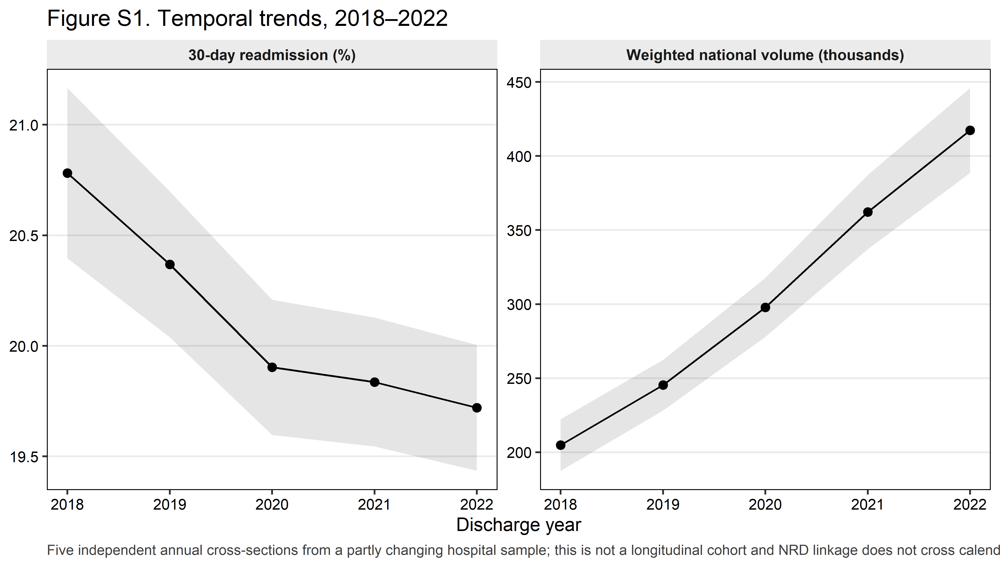 Figure S1. Temporal trends, 2018–2022
30-day readmission (%)
Weighted national volume (thousands)
21.0
20.5
20.0
19.5
450
400
350
300
250
200
2018 2019 2020 2021 2022
2018 2019 2020 2021 2022
Discharge year
Five independent annual cross-sections from a partly changing hospital sample; this is not a longitudinal cohort and NRD linkage does not cross calend